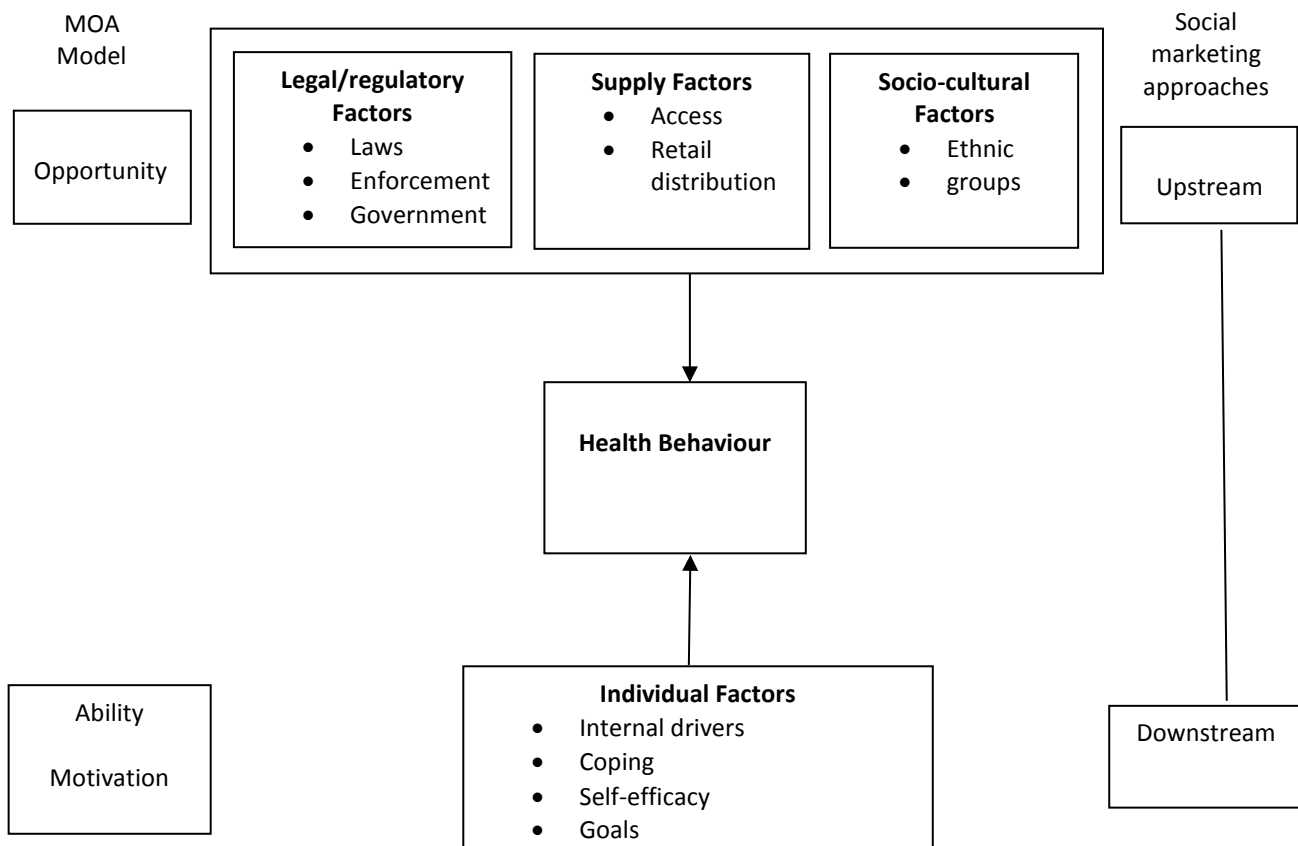 MOA
Model
Social
marketing
approaches
Legal/regulatory
Factors
• Laws
• Enforcement
• Government
Supply Factors
• Access
• Retail
distribution
Socio-cultural
Factors
• Ethnic
• groups
Opportunity
Upstream
Health Behaviour
Ability
Motivation
Individual Factors
• Internal drivers
• Coping
• Self-efficacy
• Goals
Downstream